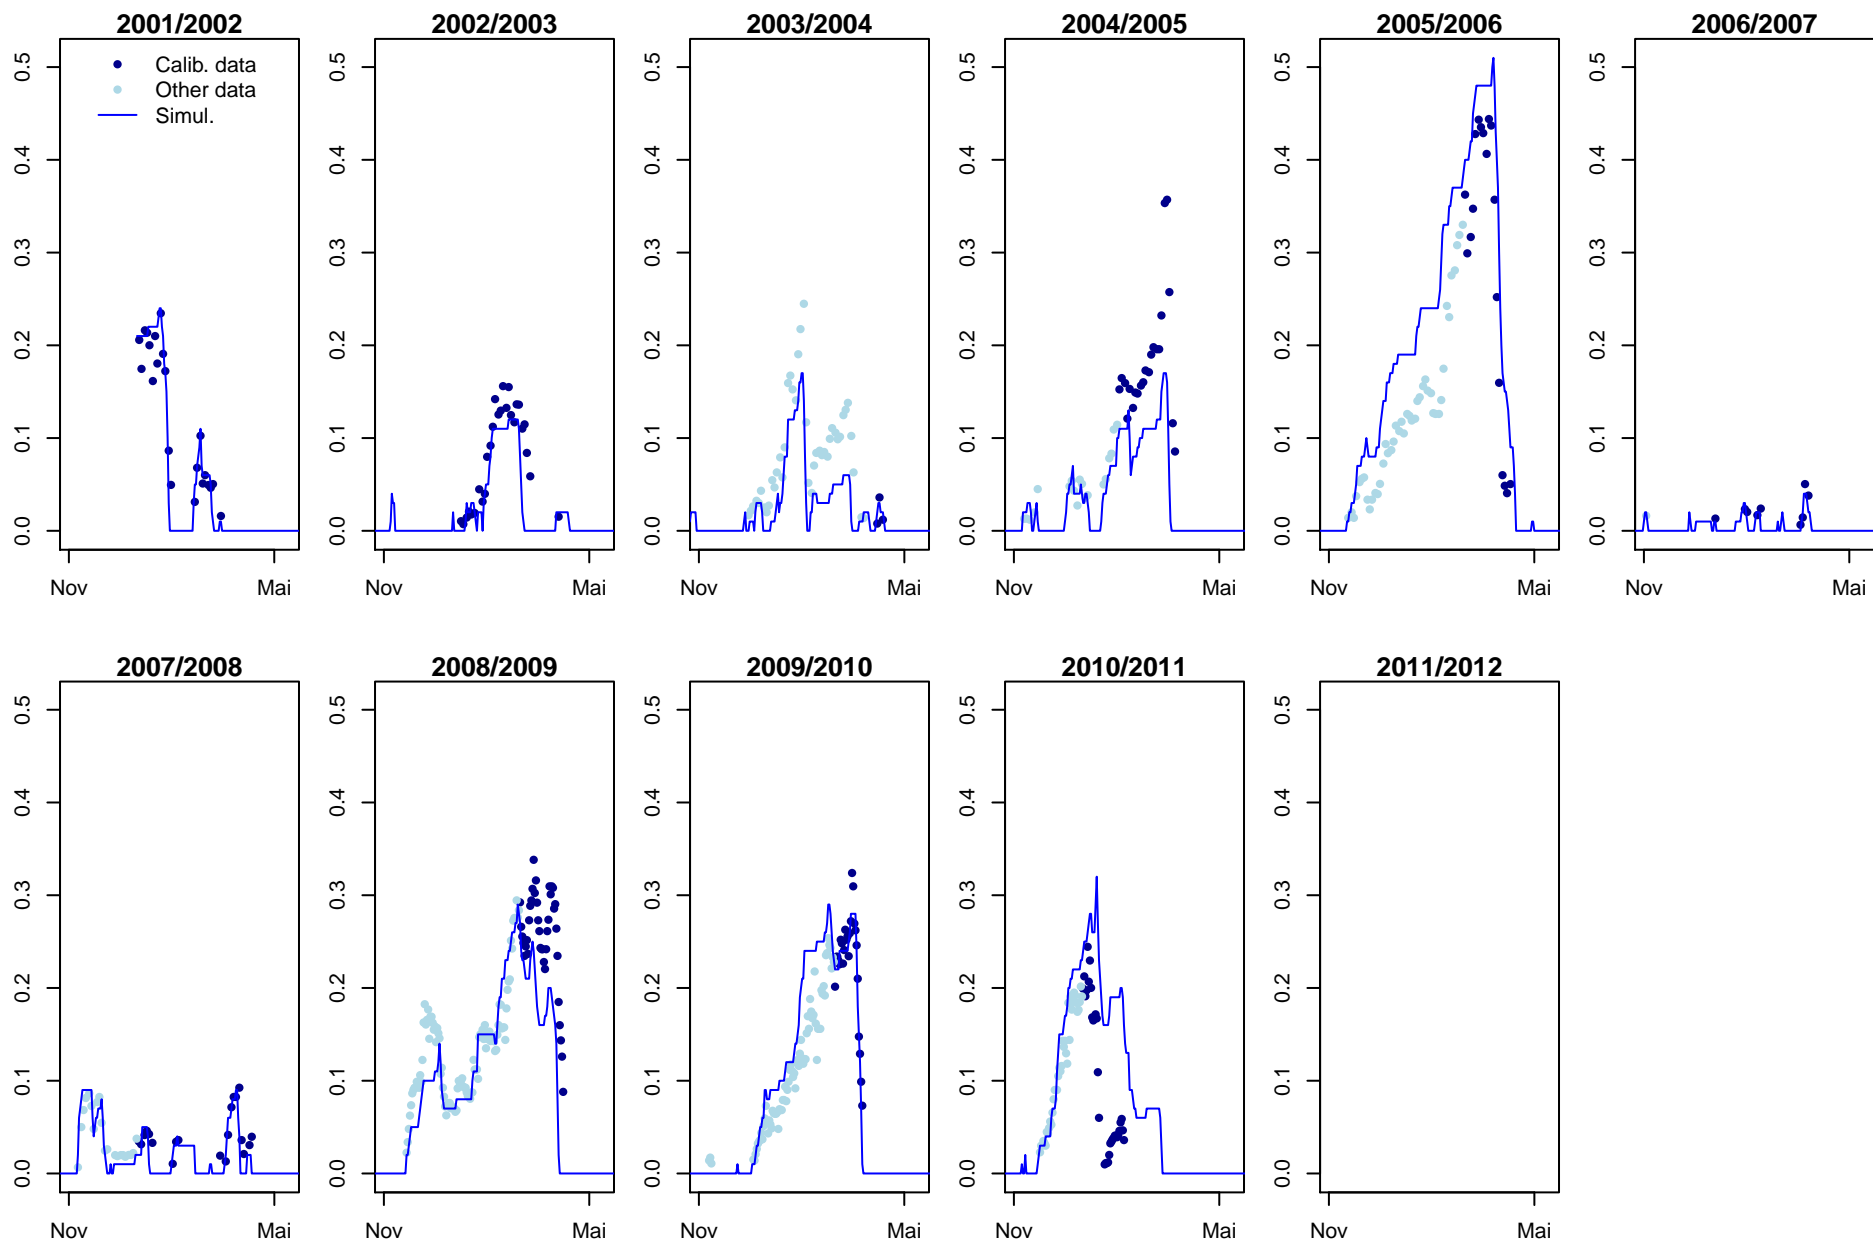 2001/2002 2002/2003 2003/2004 2004/2005 2005/2006 2006/2007
Calib. data
Other data
Simul.
0.5 0.5 0.5 0.5 0.5 0.5
0.4 0.4 0.4 0.4 0.4 0.4
0.3 0.3 0.3 0.3 0.3 0.3
0.2 0.2 0.2 0.2 0.2 0.2
0.1 0.1 0.1 0.1 0.1 0.1
0.0 0.0 0.0 0.0 0.0 0.0
Nov Mai Nov Mai Nov Mai Nov Mai Nov Mai Nov Mai
2007/2008 2008/2009 2009/2010 2010/2011 2011/2012
0.5 0.5 0.5 0.5 0.5
0.4 0.4 0.4 0.4 0.4
0.3 0.3 0.3 0.3 0.3
0.2 0.2 0.2 0.2 0.2
0.1 0.1 0.1 0.1 0.1
0.0 0.0 0.0 0.0 0.0
Nov Mai Nov Mai Nov Mai Nov Mai Nov Mai